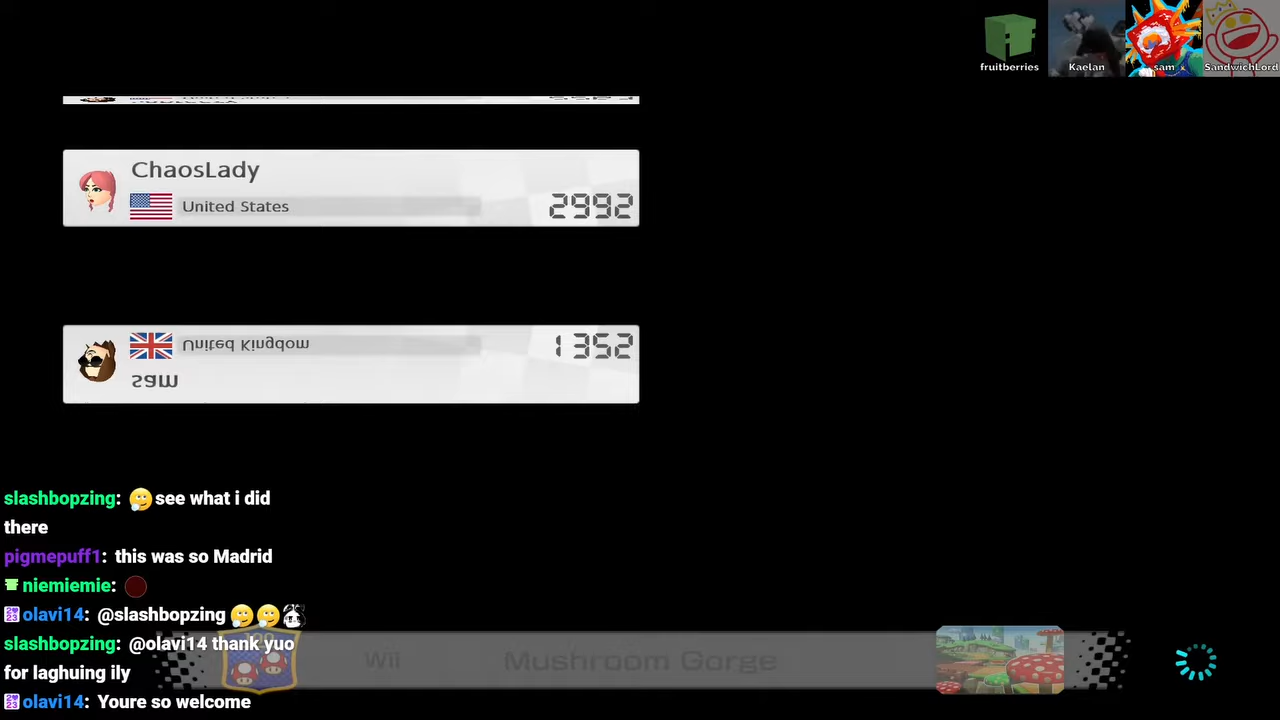 fruitberries
Kaelan
sam_x
SandwichLord
ChaosLady
United States
2992
United Kingdom
1352
sam
slashbopzing: see what i did
there
pigmepuff1: this was so Madrid
niemiemie:
olavi14: @slashbopzing
slashbopzing: @olavi14 thank yuo
for laghuing ily
olavi14: Youre so welcome
Wii
Mushroom Gorge